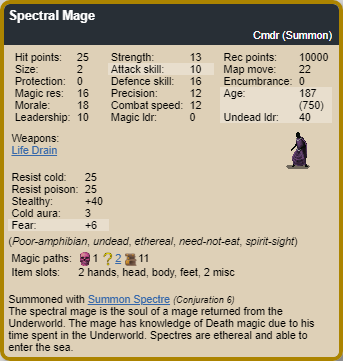 Spectral Mage
Cmdr (Summon)
Hit points: 25 Strength: 13 Rec points: 10000
Size: 2 Attack skill: 10 Map move: 22
Protection: 0 Defence skill: 16 Encumbrance: 0
Magic res: 16 Precision: 12 Age: 187
Morale: 18 Combat speed: 12 (750)
Leadership: 10 Magic ldr: 0 Undead ldr: 40
Weapons:
Life Drain
Resist cold: 25
Resist poison: 25
Stealthy: +40
Cold aura: 3
Fear: +6
(Poor-amphibian, undead, ethereal, need-not-eat, spirit-sight)
Magic paths: 1 ? 2 11
Item slots: 2 hands, head, body, feet, 2 misc
Summoned with Summon Spectre (Conjuration 6)
The spectral mage is the soul of a mage returned from the
Underworld. The mage has knowledge of Death magic due to his
time spent in the Underworld. Spectres are ethereal and able to
enter the sea.